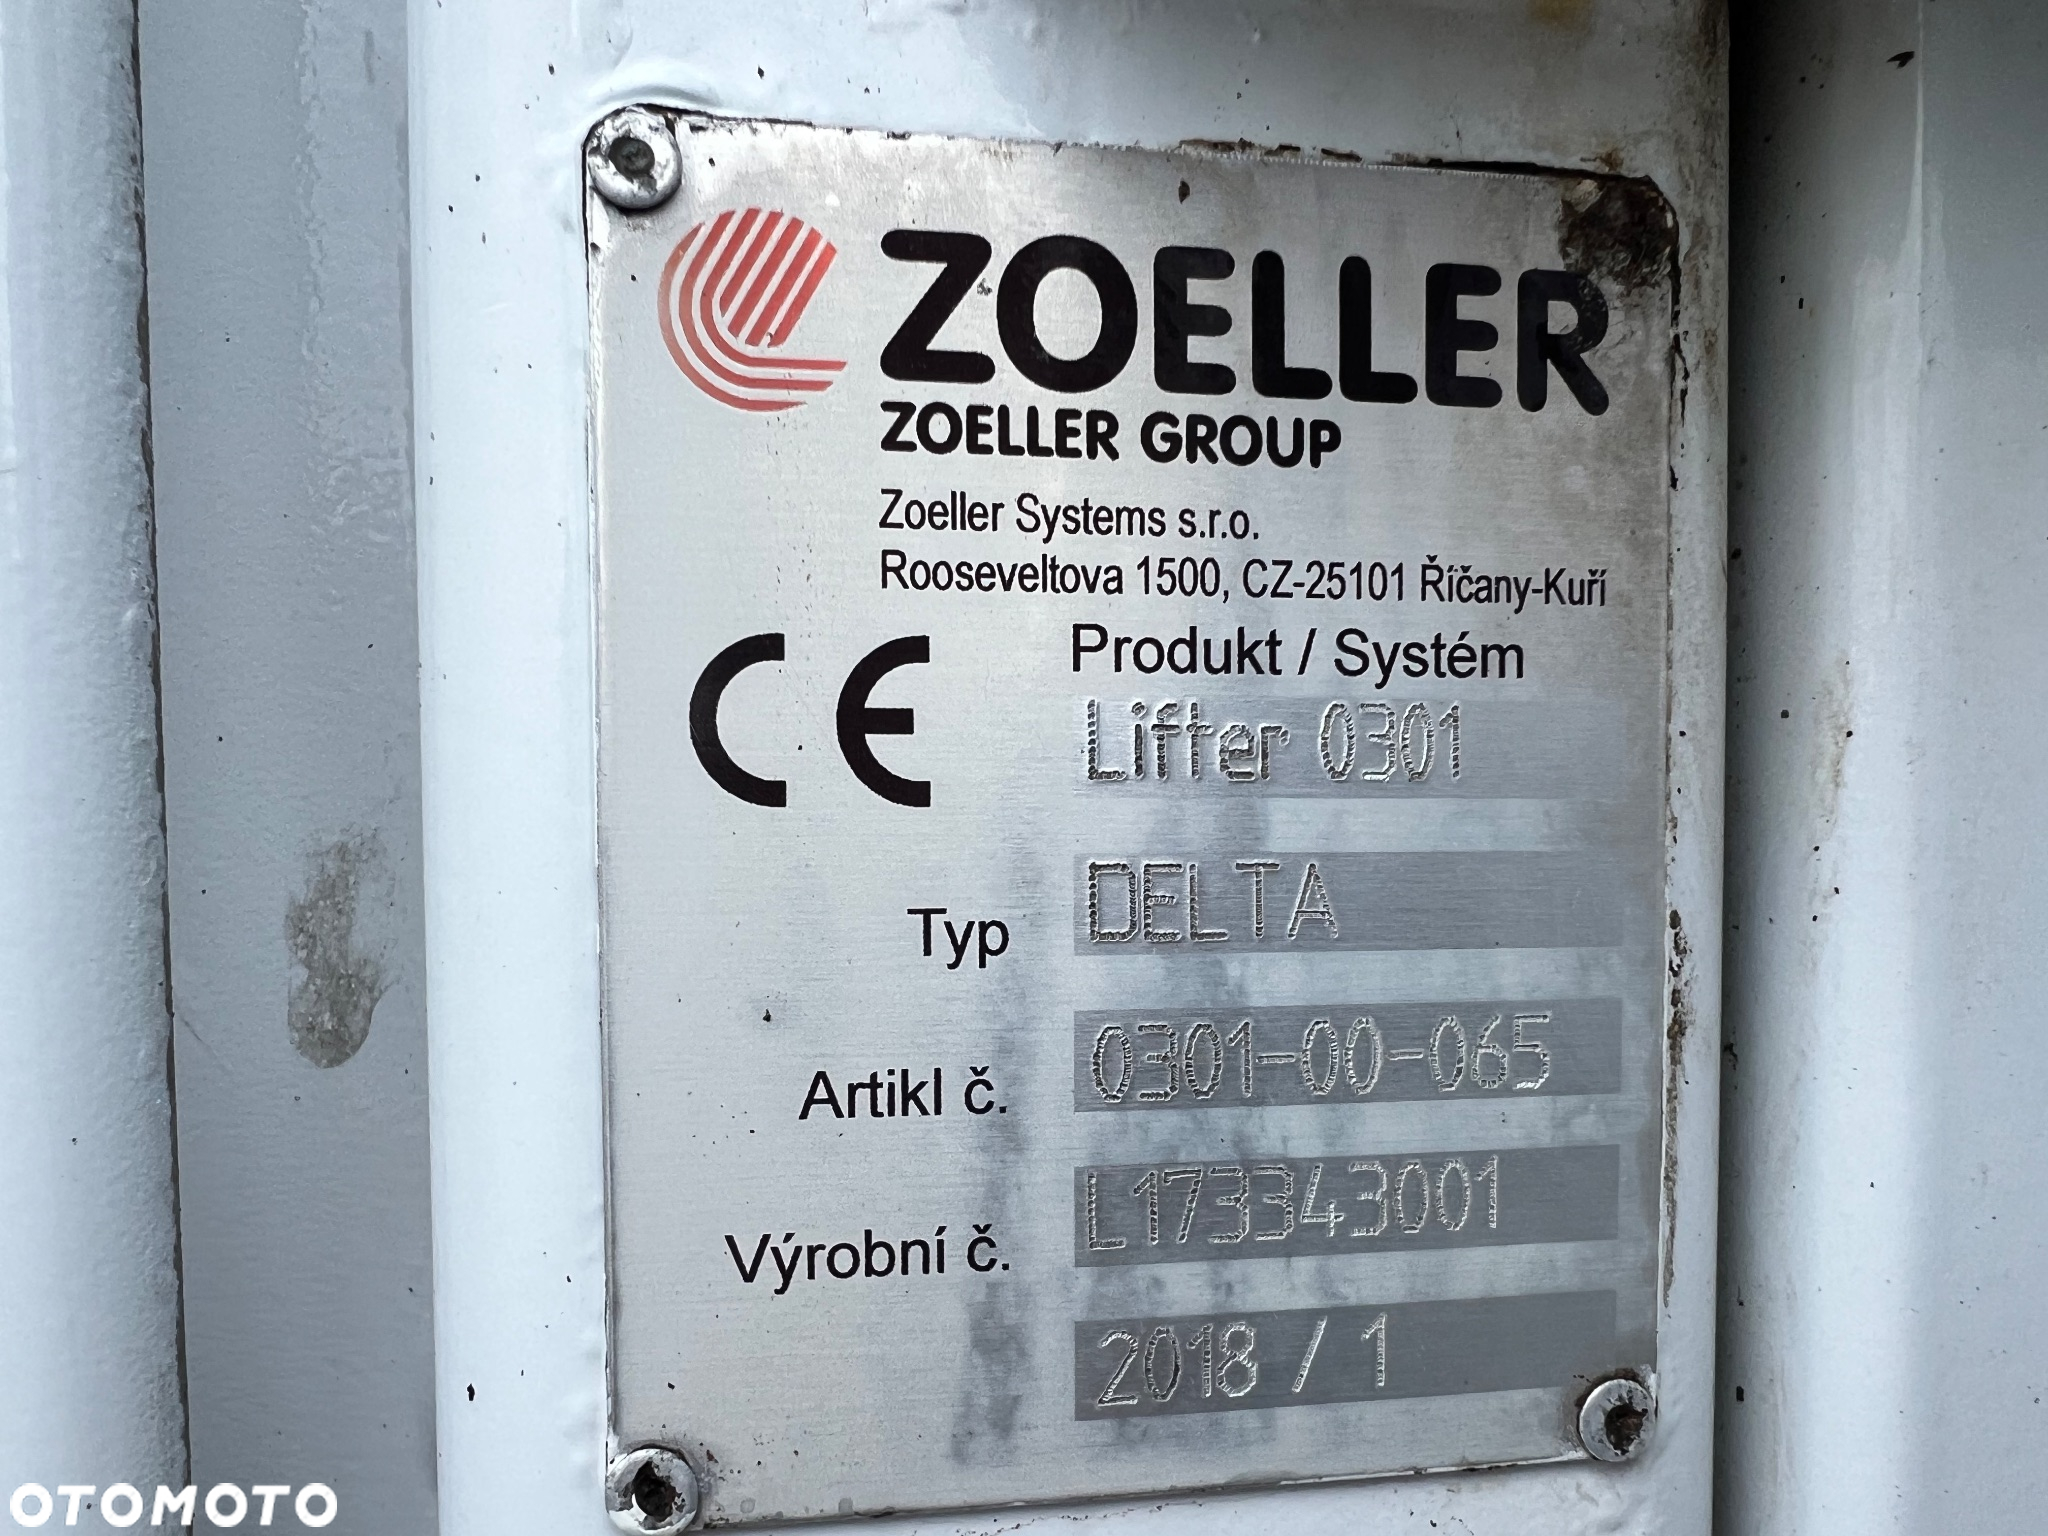 ZOELLER
ZOELLER GROUP
Zoeller Systems s.r.o.
Rooseveltova 1500, CZ-25101 Říčany-Kuří
CE
Produkt / Systém
Lifter 0301
Typ DELTA
Artikl č. 0301-00-065
Výrobní č. L173343001
2018 / 1
OTOMOTO